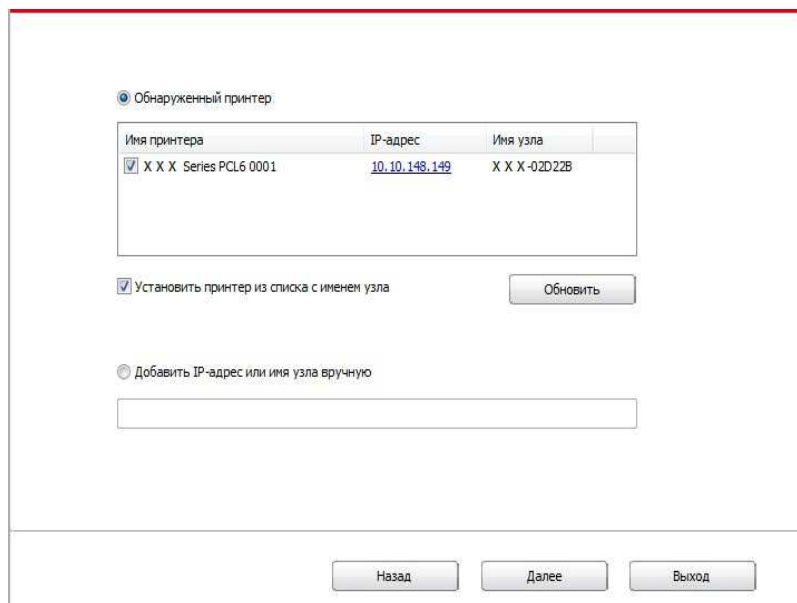 Обнаруженный принтер
Имя принтера IP-адрес Имя узла
X X X Series PCL6 0001 10.10.148.149 X X X-02D22B
Установить принтер из списка с именем узла Обновить
Добавить IP-адрес или имя узла вручную
Назад Далее Выход